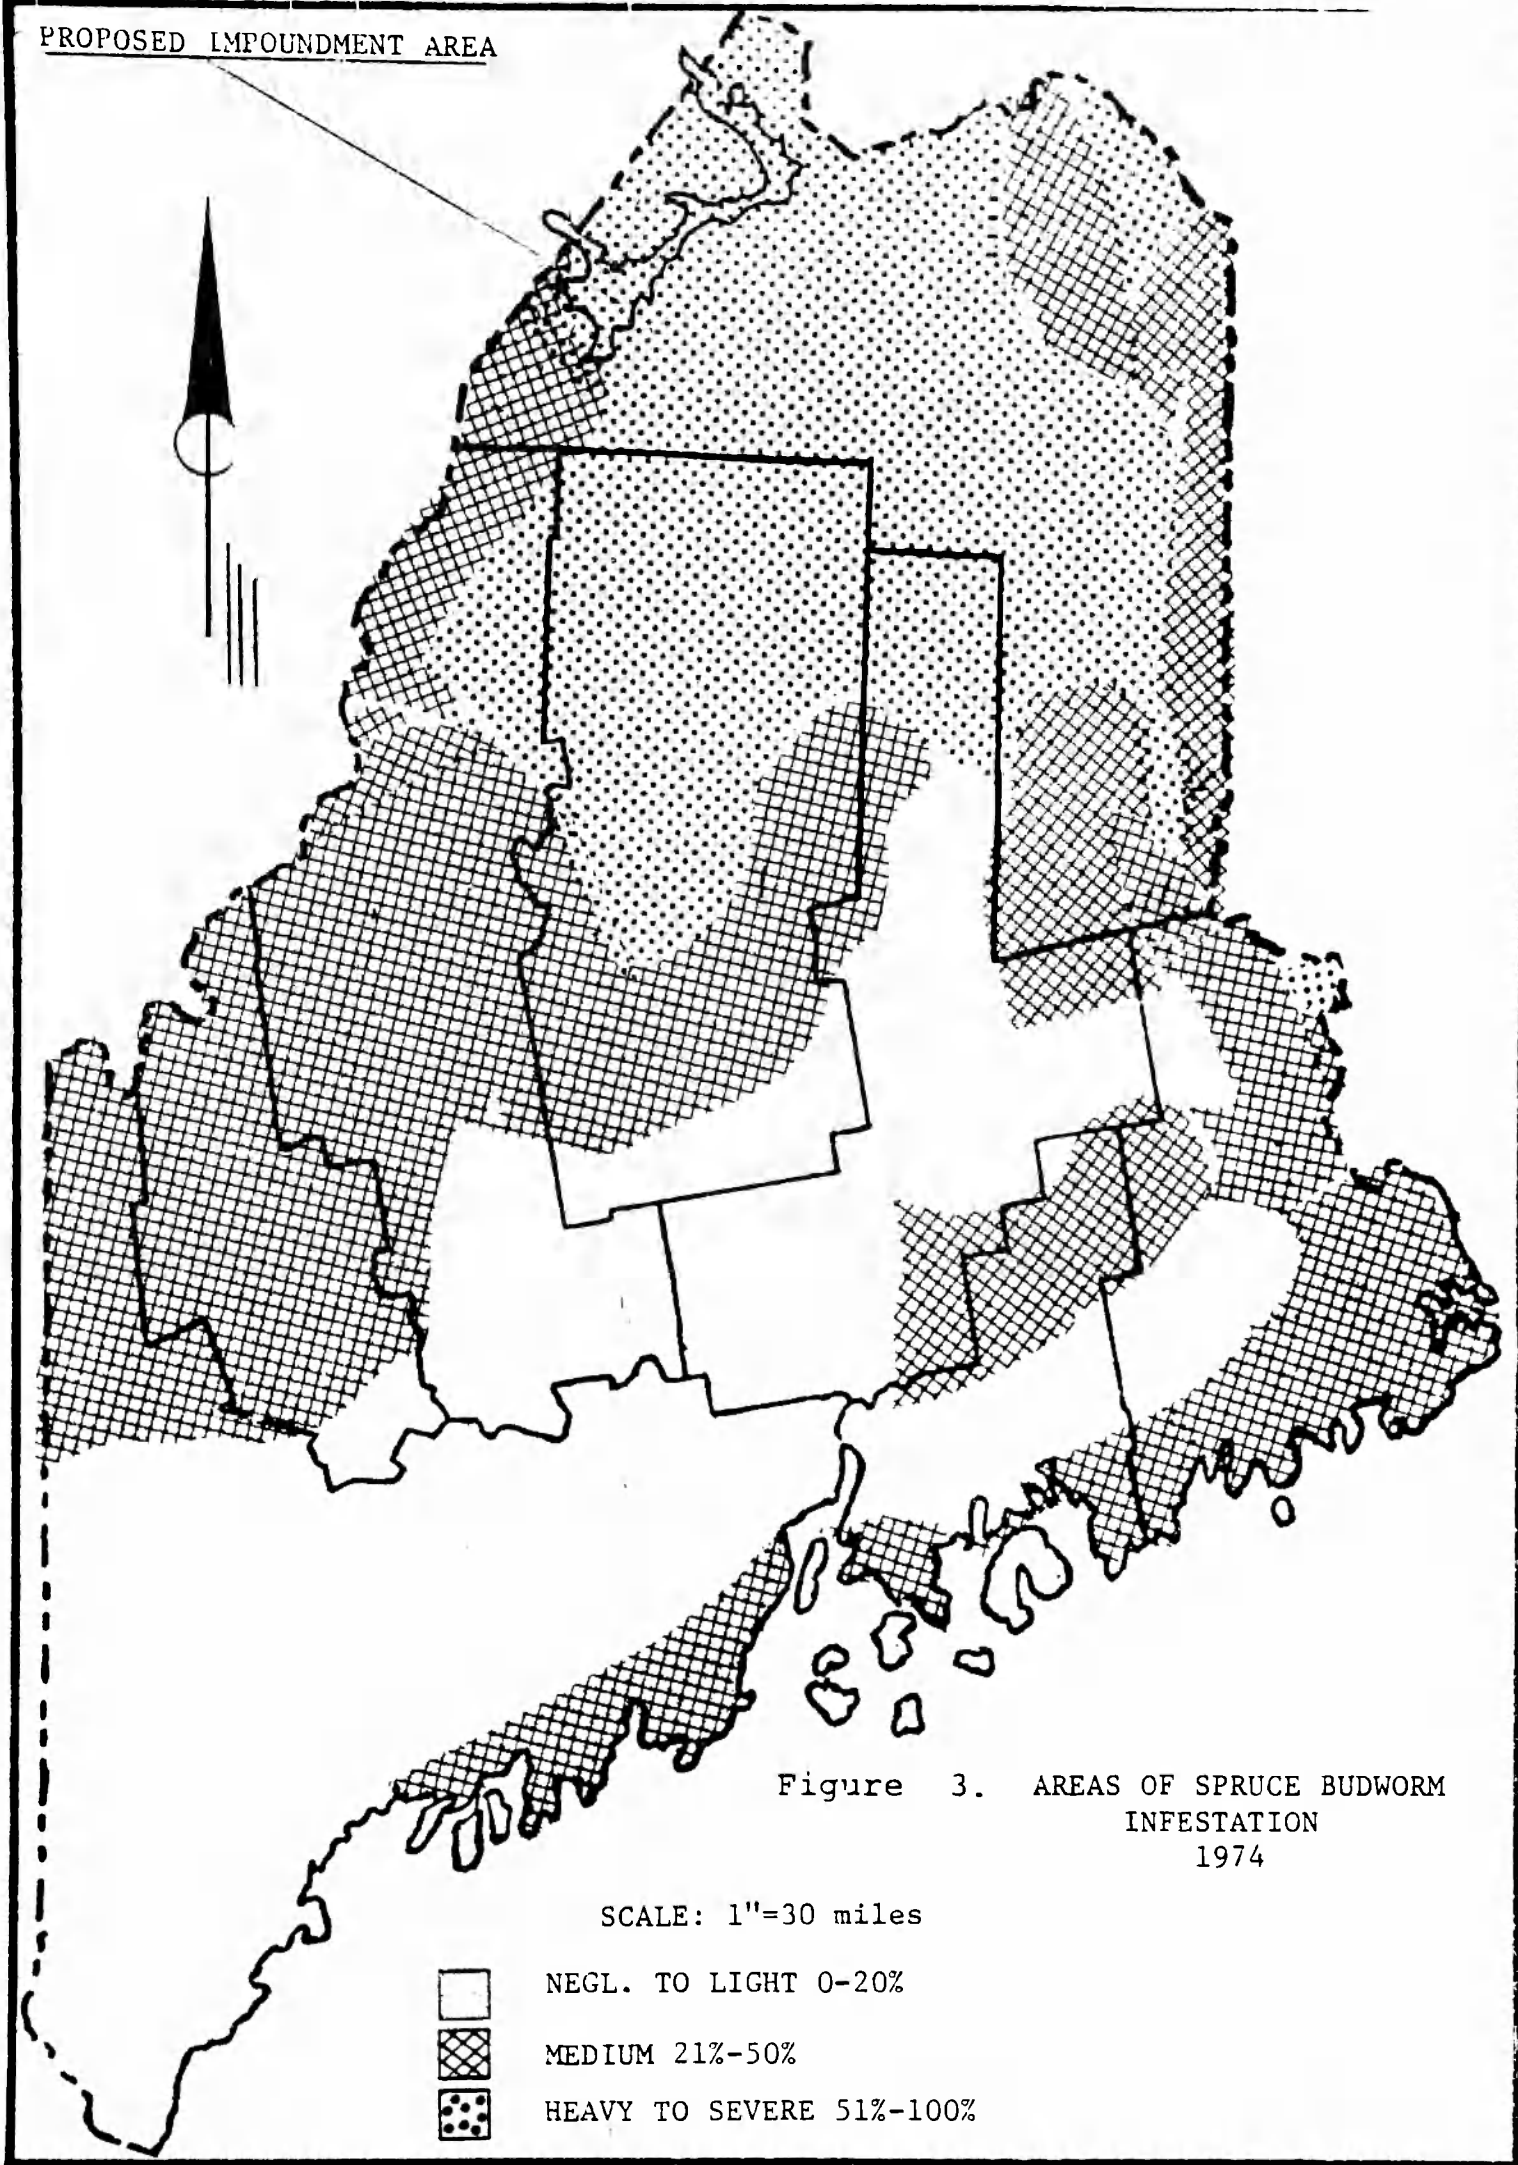 PROPOSED IMPOUNDMENT AREA
Figure 3. AREAS OF SPRUCE BUDWORM
INFESTATION
1974
SCALE: 1"=30 miles
NEGL. TO LIGHT 0-20%
MEDIUM 21%-50%
HEAVY TO SEVERE 51%-100%